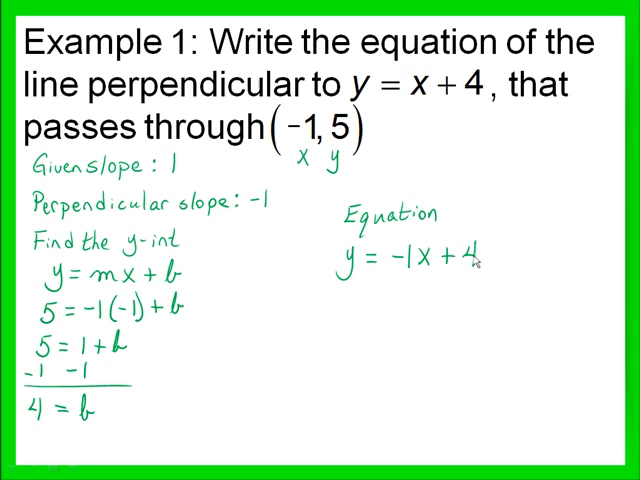 Example 1: Write the equation of the
line perpendicular to y = x + 4, that
passes through (-1, 5)
x y
Given slope: 1
Perpendicular slope: -1
Find the y-int
y = mx + b
5 = -1(-1) + b
5 = 1 + b
-1 -1
4 = b
Equation
y = -1x + 4